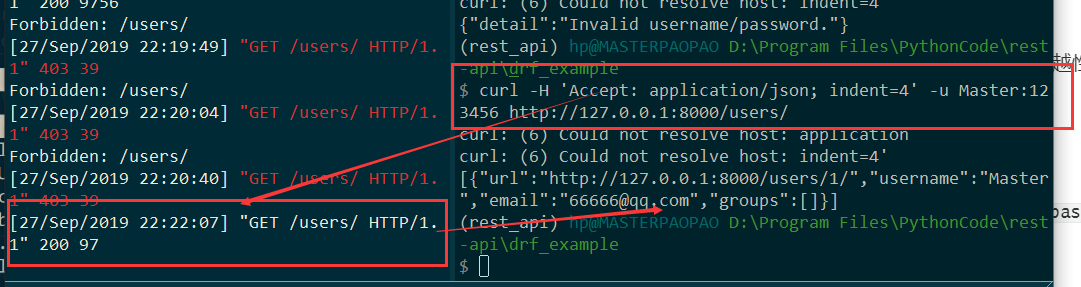 1" 200 9756
Forbidden: /users/
[27/Sep/2019 22:19:49] "GET /users/ HTTP/1.
1" 403 39
Forbidden: /users/
[27/Sep/2019 22:20:04] "GET /users/ HTTP/1.
1" 403 39
Forbidden: /users/
[27/Sep/2019 22:20:40] "GET /users/ HTTP/1.
1" 403 39
[27/Sep/2019 22:22:07] "GET /users/ HTTP/1.
1" 200 97
curl: (6) Could not resolve host: indent=4
{"detail":"Invalid username/password."}
(rest_api) hp@MASTERPAOPAO D:\Program Files\PythonCode\rest
-api\drf_example
$ curl -H 'Accept: application/json; indent=4' -u Master:12
3456 http://127.0.0.1:8000/users/
curl: (6) Could not resolve host: application
curl: (6) Could not resolve host: indent=4'
[{"url":"http://127.0.0.1:8000/users/1/","username":"Master
","email":"66666@qq.com","groups":[]}]
(rest_api) hp@MASTERPAOPAO D:\Program Files\PythonCode\rest
-api\drf_example
$
越性
bas